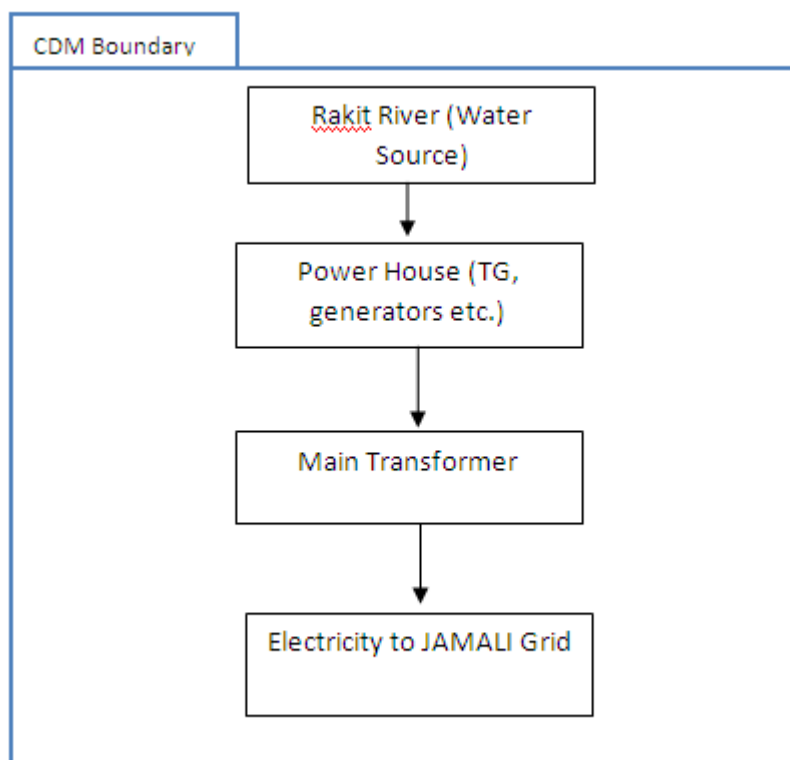 CDM Boundary
Rakit River (Water
Source)
Power House (TG,
generators etc.)
Main Transformer
Electricity to JAMALI Grid